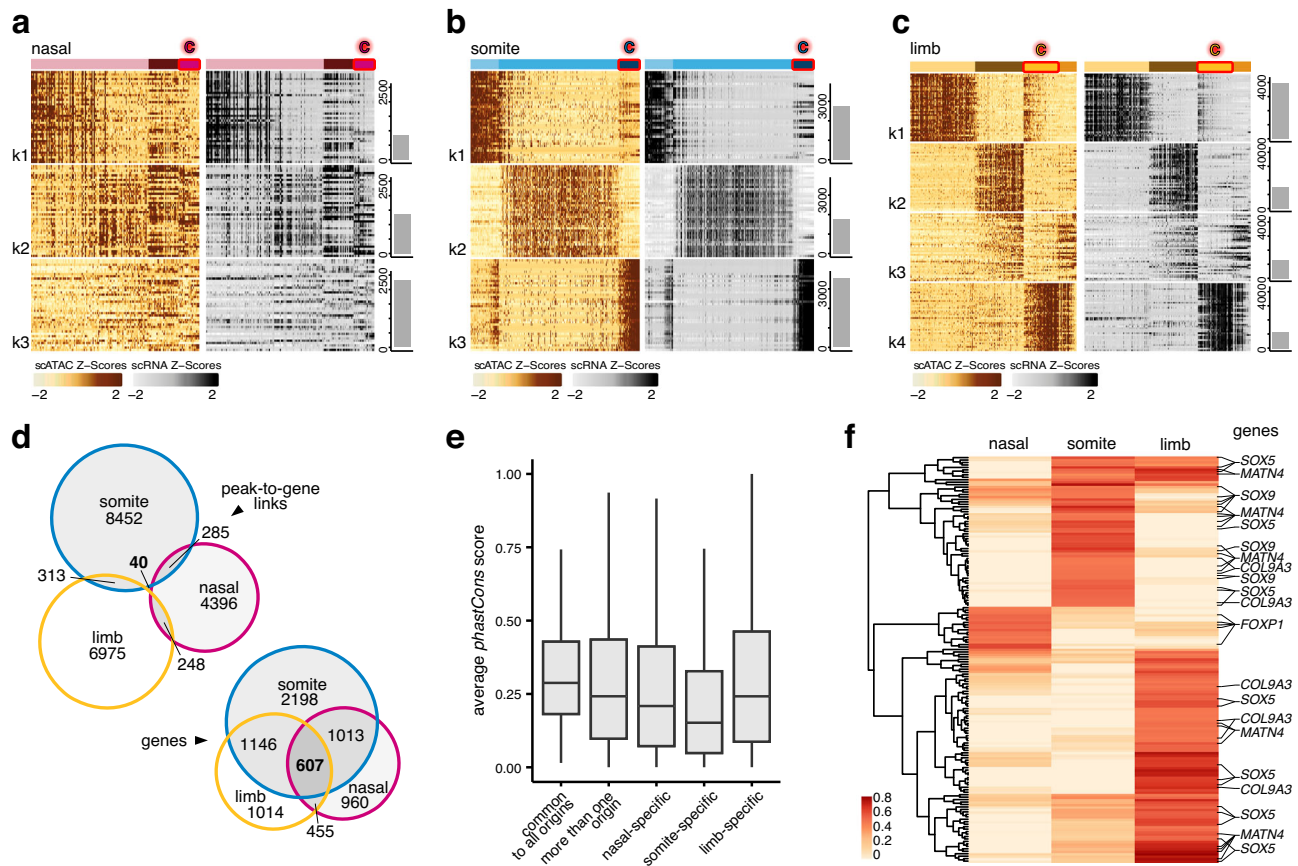 a
nasal
C
C
k1
k2
k3
0
2500
0
2500
0
2500
scATAC Z−Scores
scRNA Z−Scores
−2
2
−2
2
b
somite
C
C
k1
k2
k3
0
3000
0
3000
0
3000
scATAC Z−Scores
scRNA Z−Scores
−2
2
−2
2
c
limb
C
C
k1
k2
k3
k4
0
4000
0
4000
0
4000
0
4000
scATAC Z−Scores
scRNA Z−Scores
−2
2
−2
2
d
somite
8452
peak-to-gene
links
285
40
313
nasal
4396
limb
6975
248
somite
2198
genes
1146
1013
607
limb
1014
nasal
960
455
e
average phastCons score
1.00
0.75
0.50
0.25
0.00
common
to all origins
more than one
origin
nasal-specific
somite-specific
limb-specific
f
nasal
somite
limb
genes
SOX5
MATN4
SOX9
MATN4
SOX5
SOX9
MATN4
COL9A3
SOX9
SOX5
COL9A3
FOXP1
COL9A3
SOX5
COL9A3
MATN4
SOX5
COL9A3
SOX5
MATN4
SOX5
0.8
0.6
0.4
0.2
0